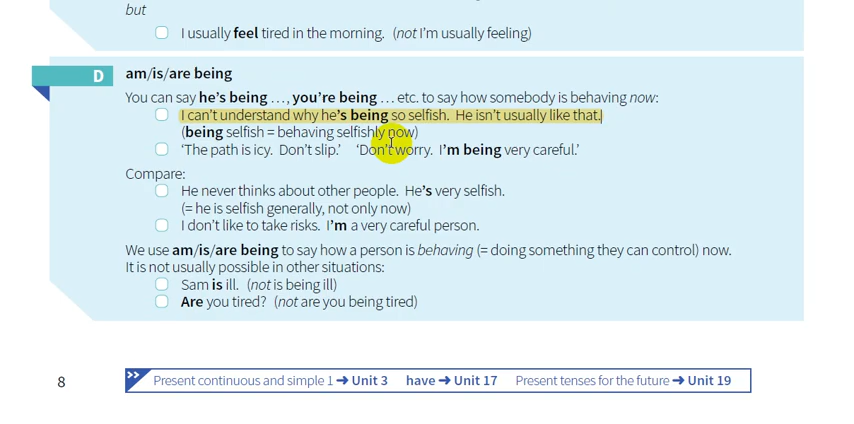 but
I usually feel tired in the morning. (not I'm usually feeling)
D
am/is/are being
You can say he's being …, you're being … etc. to say how somebody is behaving now:
I can't understand why he's being so selfish. He isn't usually like that.
(being selfish = behaving selfishly now)
'The path is icy. Don't slip.' 'Don't worry. I'm being very careful.'
Compare:
He never thinks about other people. He's very selfish.
(= he is selfish generally, not only now)
I don't like to take risks. I'm a very careful person.
We use am/is/are being to say how a person is behaving (= doing something they can control) now.
It is not usually possible in other situations:
Sam is ill. (not is being ill)
Are you tired? (not are you being tired)
8
>> Present continuous and simple 1 ➜ Unit 3 have ➜ Unit 17 Present tenses for the future ➜ Unit 19